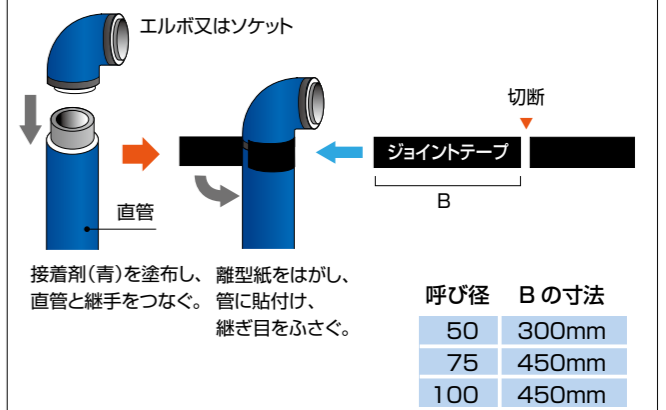 エルボ又はソケット
切断
ジョイントテープ
B
直管
接着剤（青）を塗布し、
直管と継手をつなぐ。
離型紙をはがし、
管に貼付け、
継ぎ目をふさぐ。
呼び径 Bの寸法
50 300mm
75 450mm
100 450mm